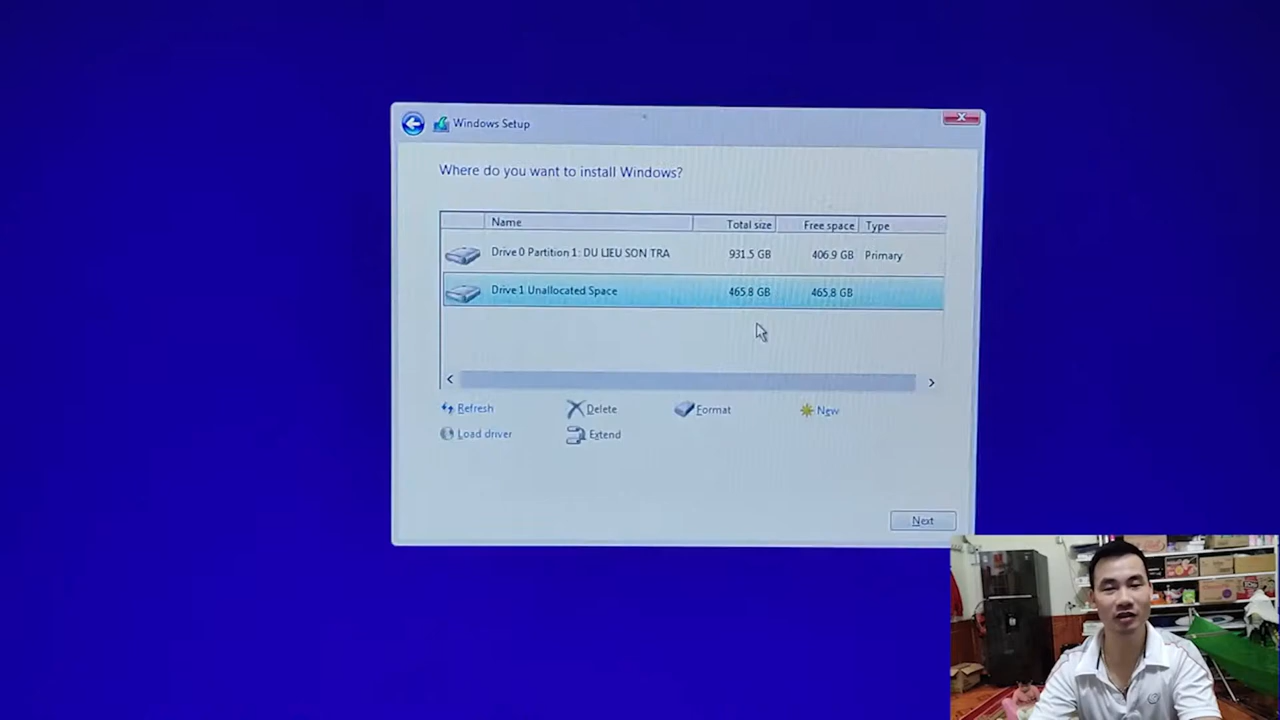 Windows Setup
Where do you want to install Windows?
Name Total size Free space Type
Drive 0 Partition 1: DU LIEU SON TRA 931.5 GB 406.9 GB Primary
Drive 1 Unallocated Space 465.8 GB 465.8 GB
Refresh Delete Format New
Load driver Extend
Next